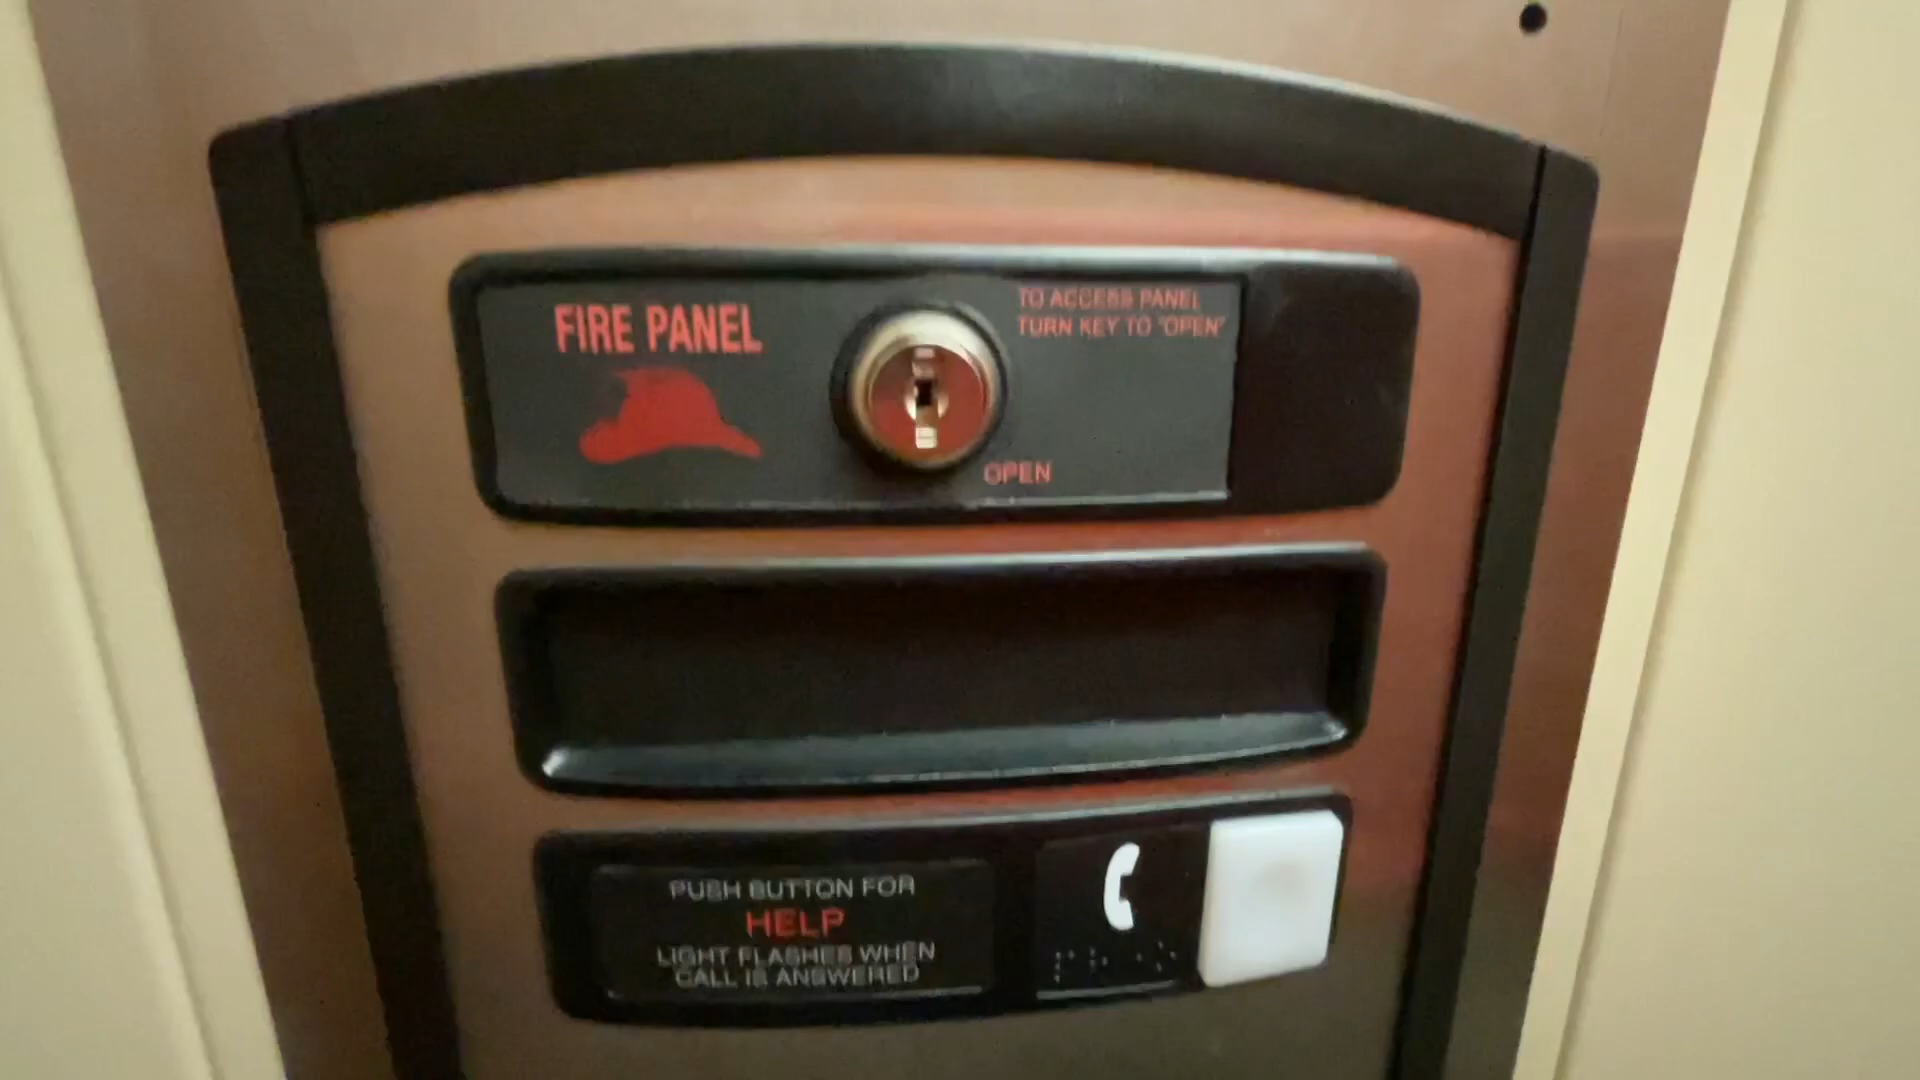 FIRE PANEL
TO ACCESS PANEL
TURN KEY TO "OPEN"
OPEN
PUSH BUTTON FOR
HELP
LIGHT FLASHES WHEN
CALL IS ANSWERED